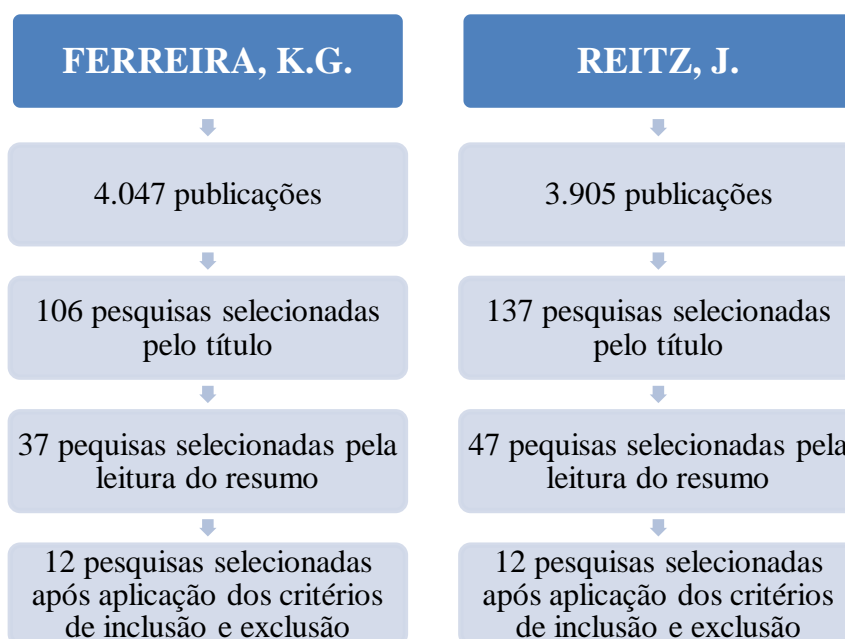 FERREIRA, K.G.
4.047 publicações
106 pesquisas selecionadas
pelo título
37 pequisas selecionadas pela
leitura do resumo
12 pesquisas selecionadas
após aplicação dos critérios
de inclusão e exclusão
REITZ, J.
3.905 publicações
137 pesquisas selecionadas
pelo título
47 pequisas selecionadas pela
leitura do resumo
12 pesquisas selecionadas
após aplicação dos critérios
de inclusão e exclusão